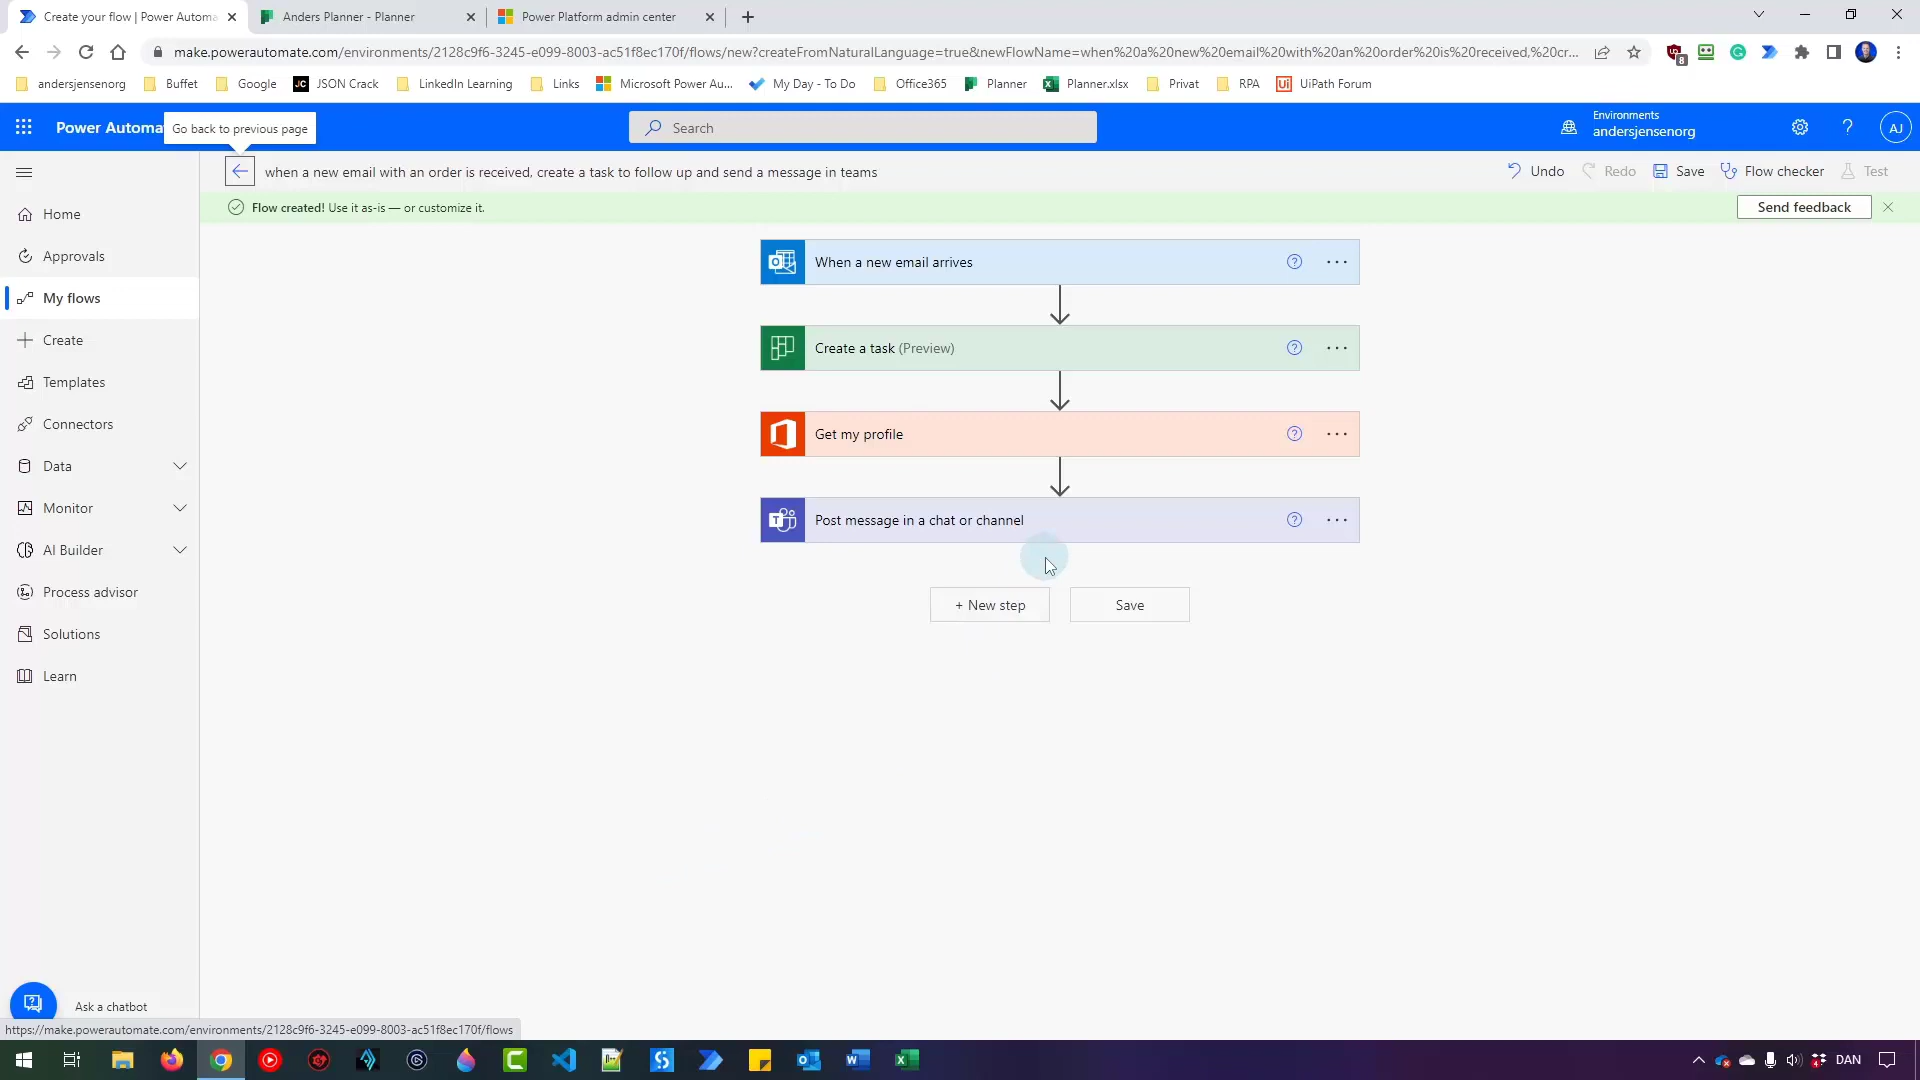 Create your flow | Power Automa
Anders Planner - Planner
Power Platform admin center
make.powerautomate.com/environments/2128c9f6-3245-e099-8003-ac51f8ec170f/flows/new?createFromNaturalLanguage=true&newFlowName=when%20a%20new%20email%20with%20an%20order%20is%20received,%20cr...
8
andersjensenorg
Buffet
Google
JC
JSON Crack
LinkedIn Learning
Links
Microsoft Power Au...
My Day - To Do
Office365
Planner
Planner.xlsx
Privat
RPA
Ui
UiPath Forum
Power Automa
Go back to previous page
Search
Environments
andersjensenorg
?
AJ
when a new email with an order is received, create a task to follow up and send a message in teams
Undo
Redo
Save
Flow checker
Test
Flow created! Use it as-is — or customize it.
Send feedback
Home
Approvals
My flows
Create
Templates
Connectors
Data
Monitor
AI Builder
Process advisor
Solutions
Learn
When a new email arrives
Create a task (Preview)
Get my profile
Post message in a chat or channel
+ New step
Save
Ask a chatbot
https://make.powerautomate.com/environments/2128c9f6-3245-e099-8003-ac51f8ec170f/flows
DAN